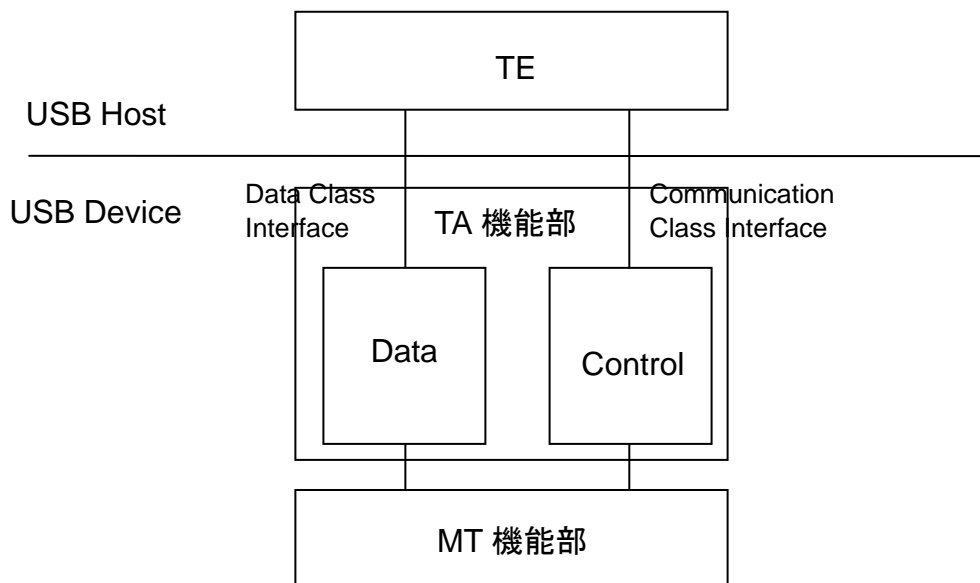 TE
USB Host
USB Device
Data Class
Interface
TA 機能部
Communication
Class Interface
Data
Control
MT 機能部